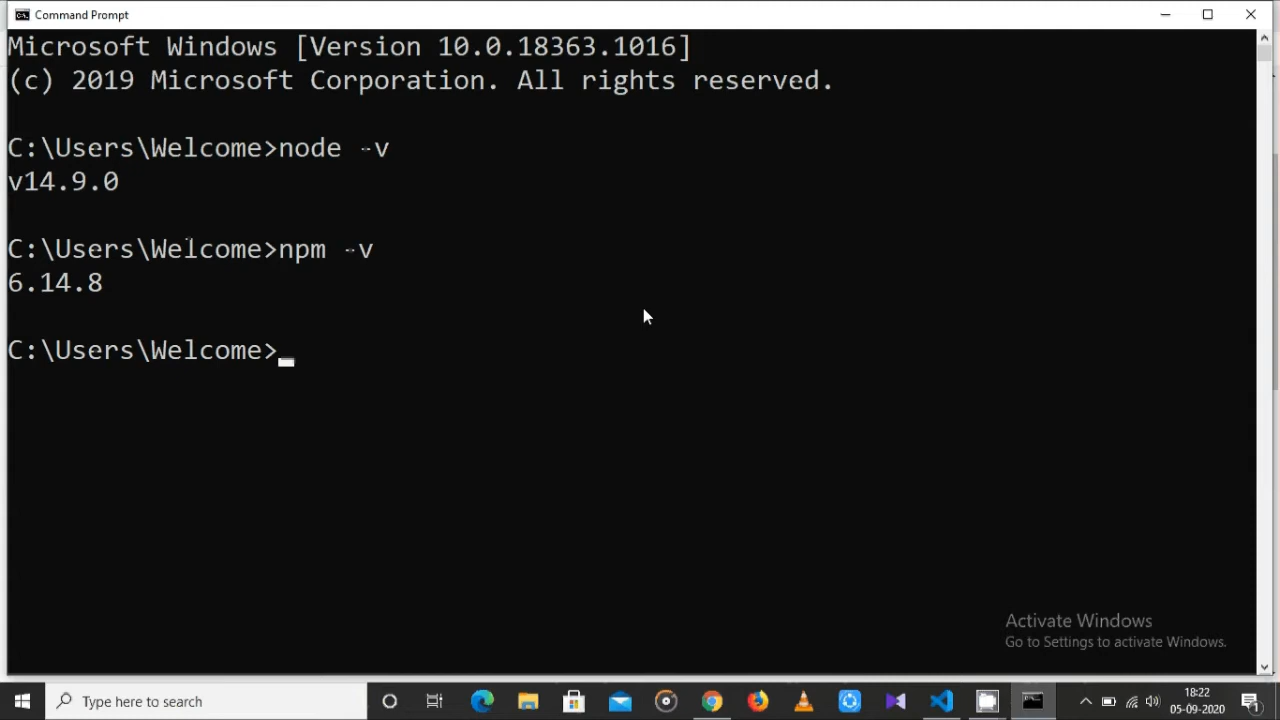 Command Prompt
Microsoft Windows [Version 10.0.18363.1016]
(c) 2019 Microsoft Corporation. All rights reserved.
C:\Users\Welcome>node -v
v14.9.0
C:\Users\Welcome>npm -v
6.14.8
C:\Users\Welcome>
Activate Windows
Go to Settings to activate Windows.
Type here to search
18:22
05-09-2020
1